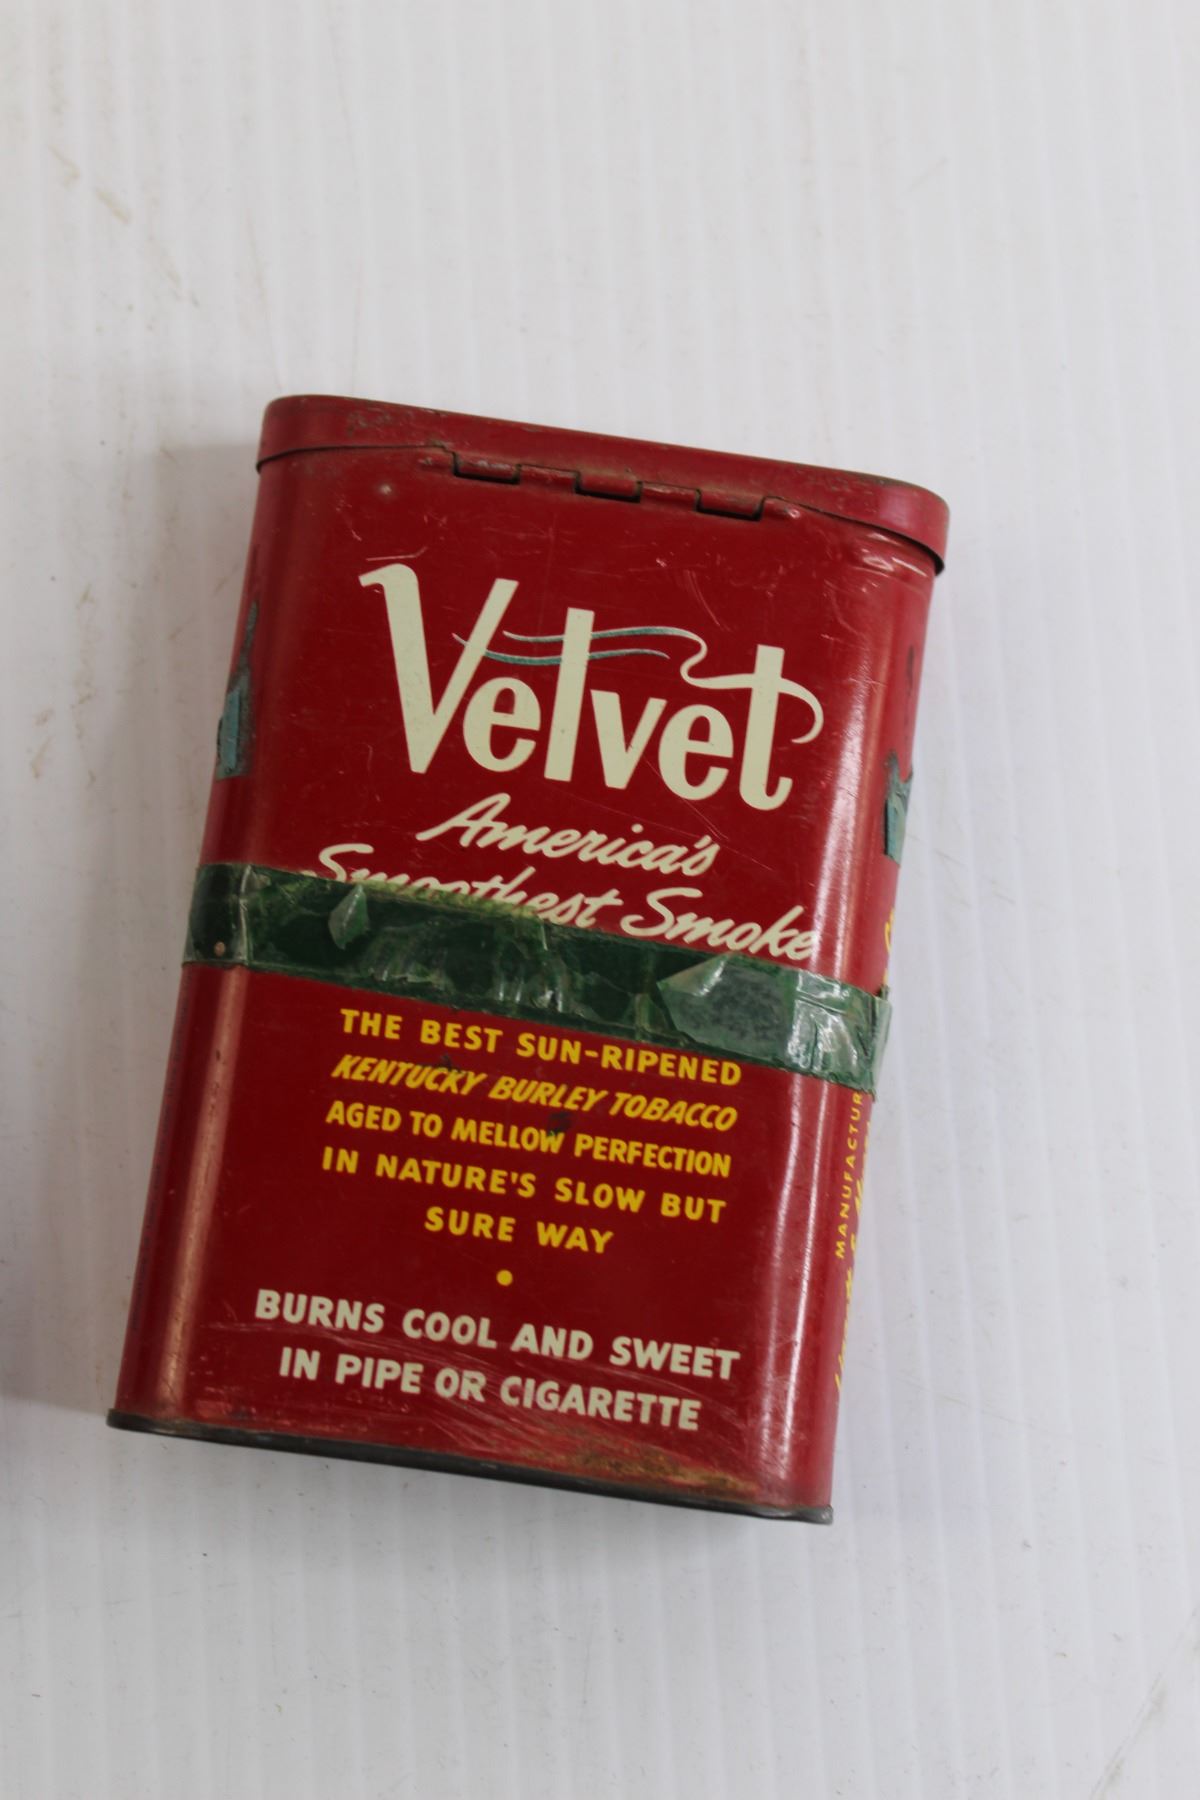 Velvet
America's
Smoothest Smoke
THE BEST SUN-RIPENED
KENTUCKY BURLEY TOBACCO
AGED TO MELLOW PERFECTION
IN NATURE'S SLOW BUT
SURE WAY
BURNS COOL AND SWEET
IN PIPE OR CIGARETTE